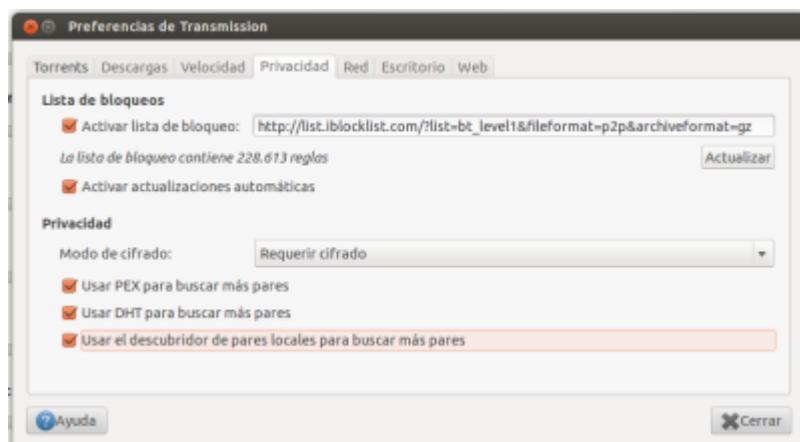 Preferencias de Transmission
Torrents Descargas Velocidad Privacidad Red Escritorio Web
Lista de bloqueos
Activar lista de bloqueo: http://list.iblocklist.com/?list=bt_level1&fileformat=p2p&archiveformat=gz
La lista de bloqueo contiene 228.613 reglas Actualizar
Activar actualizaciones automáticas
Privacidad
Modo de cifrado: Requerir cifrado
Usar PEX para buscar más pares
Usar DHT para buscar más pares
Usar el descubridor de pares locales para buscar más pares
Ayuda Cerrar